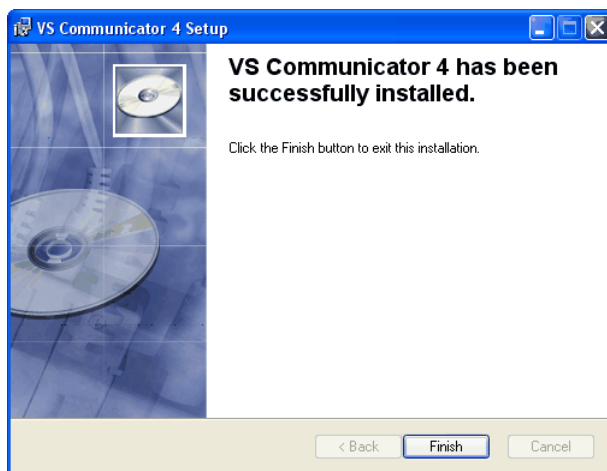 VS Communicator 4 Setup
VS Communicator 4 has been
successfully installed.
Click the Finish button to exit this installation.
< Back
Finish
Cancel